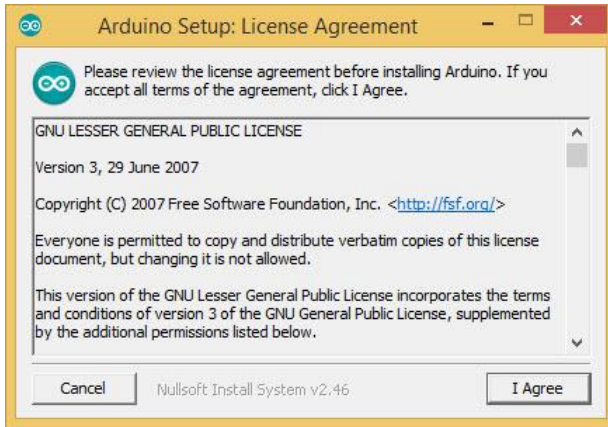 Arduino Setup: License Agreement
Please review the license agreement before installing Arduino. If you
accept all terms of the agreement, click I Agree.
GNU LESSER GENERAL PUBLIC LICENSE
Version 3, 29 June 2007
Copyright (C) 2007 Free Software Foundation, Inc. <http://fsf.org/>
Everyone is permitted to copy and distribute verbatim copies of this license
document, but changing it is not allowed.
This version of the GNU Lesser General Public License incorporates the terms
and conditions of version 3 of the GNU General Public License, supplemented
by the additional permissions listed below.
Cancel
Nullsoft Install System v2.46
I Agree